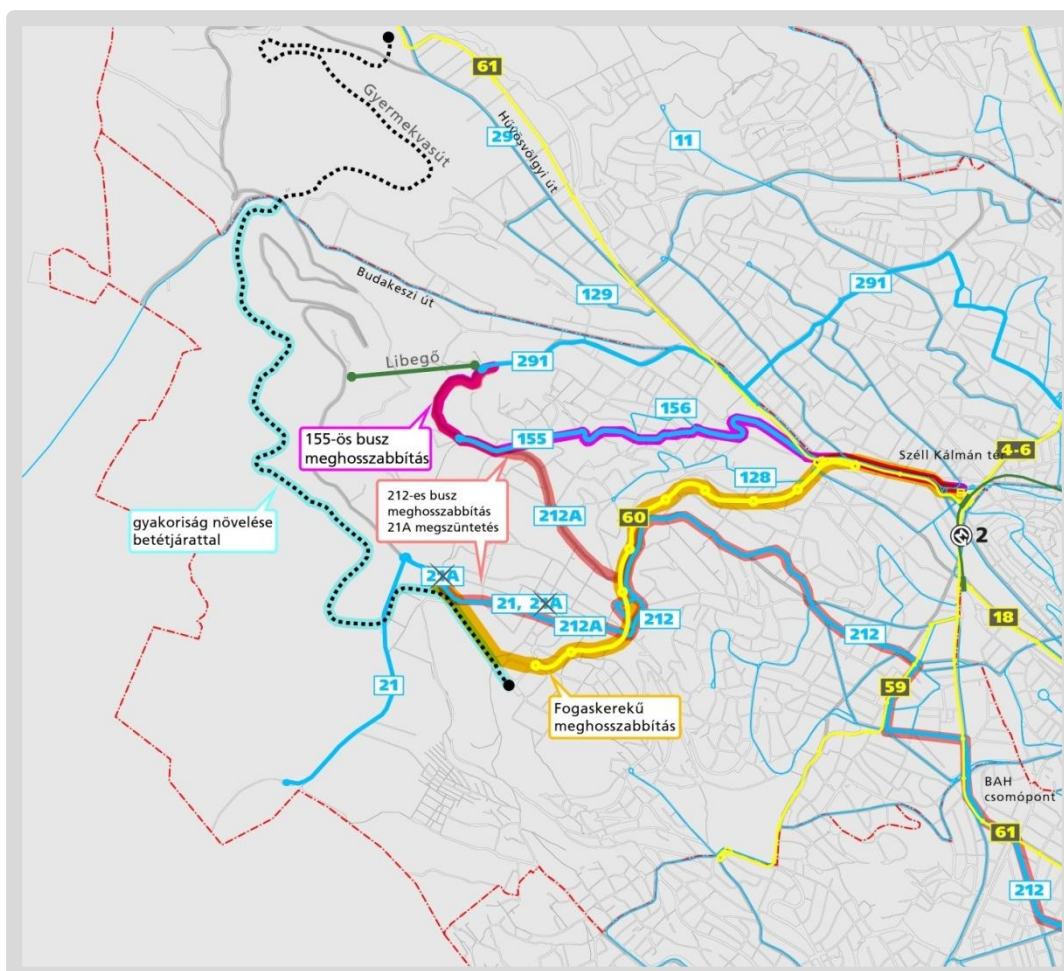 61
Gyermekvasút
29
Hűvösvölgyi út
11
Budakeszi út
129
291
Libegő
291
155-ös busz
meghosszabbítás
155
156
Széll Kálmán tér
4-6
128
212-es busz
meghosszabbítás
21A megszüntetés
gyakoriság növelése
betétjárattal
212A
60
2
21A
21, 21A
212A
212
212
18
21
59
Fogaskerekű
meghosszabbítás
BAH
csomópont
61
212